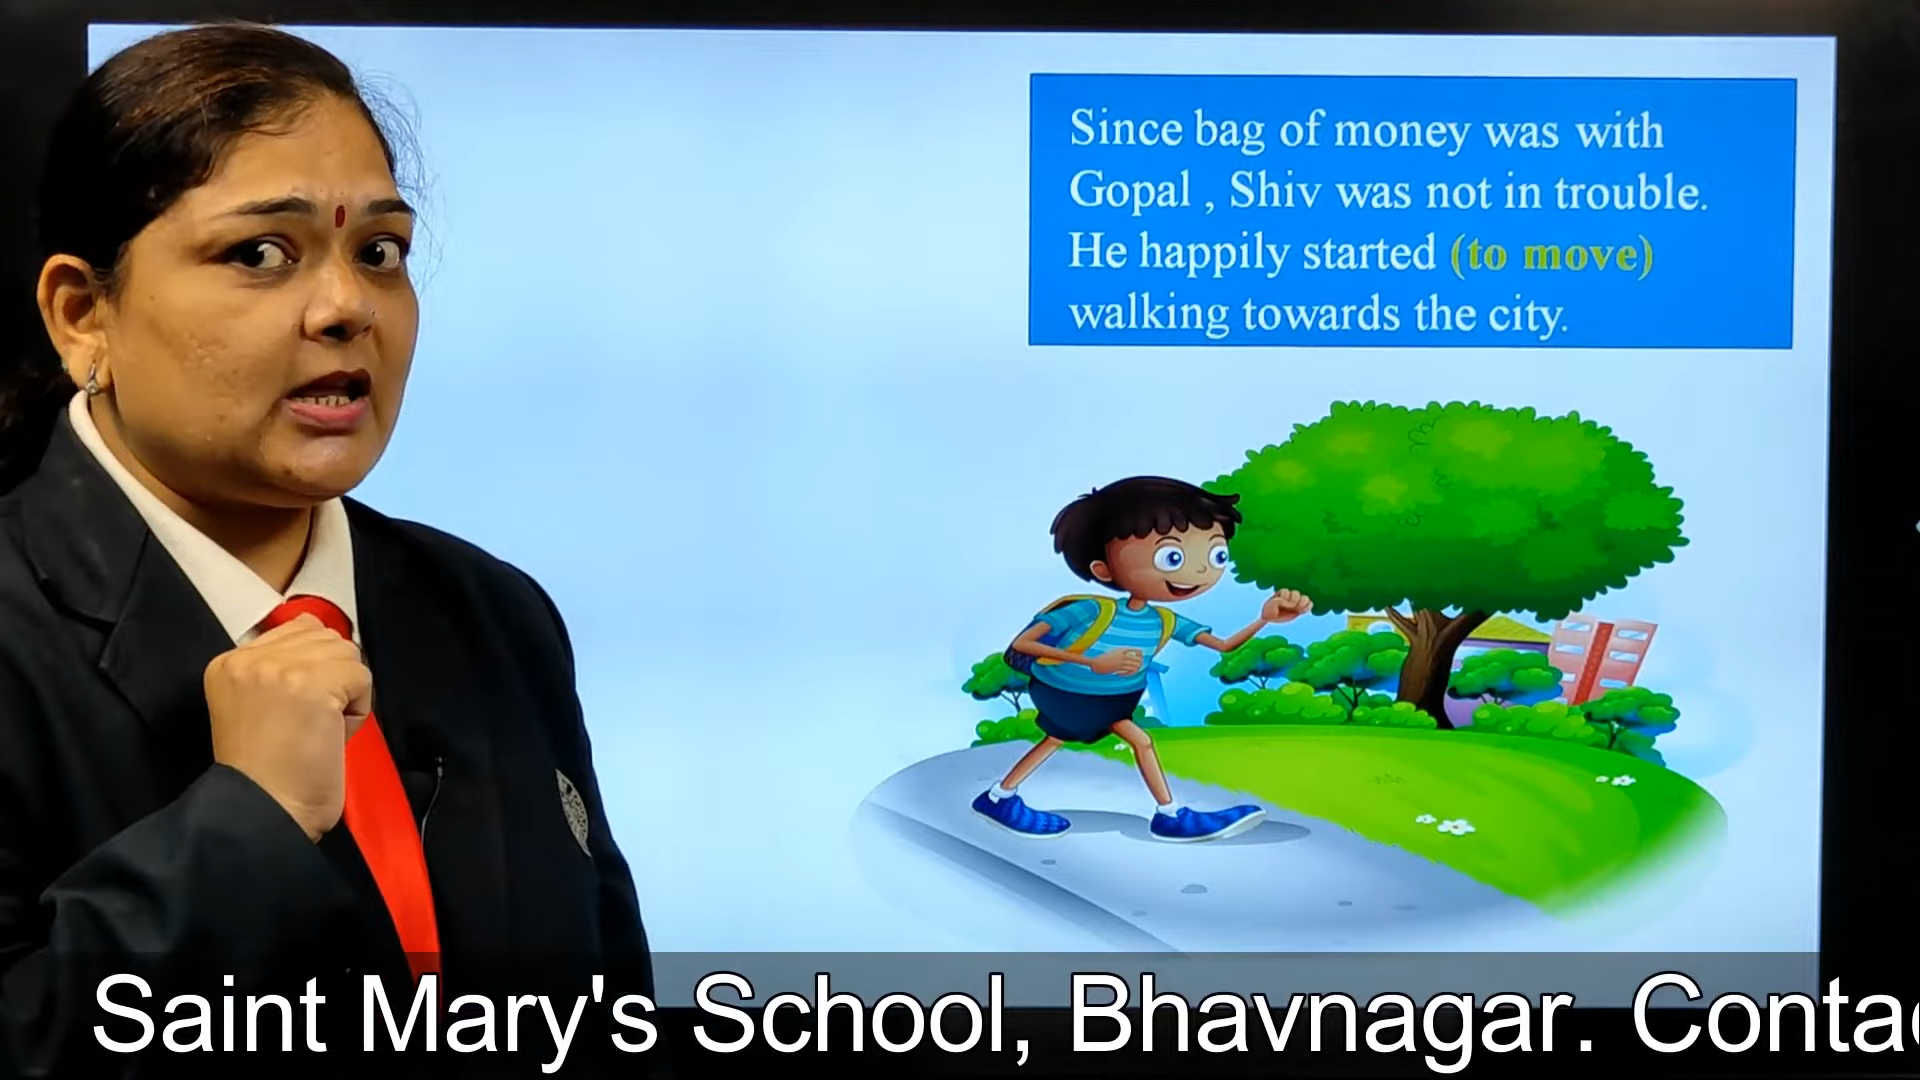 Since bag of money was with
Gopal , Shiv was not in trouble.
He happily started (to move)
walking towards the city.
Saint Mary's School, Bhavnagar. Contac